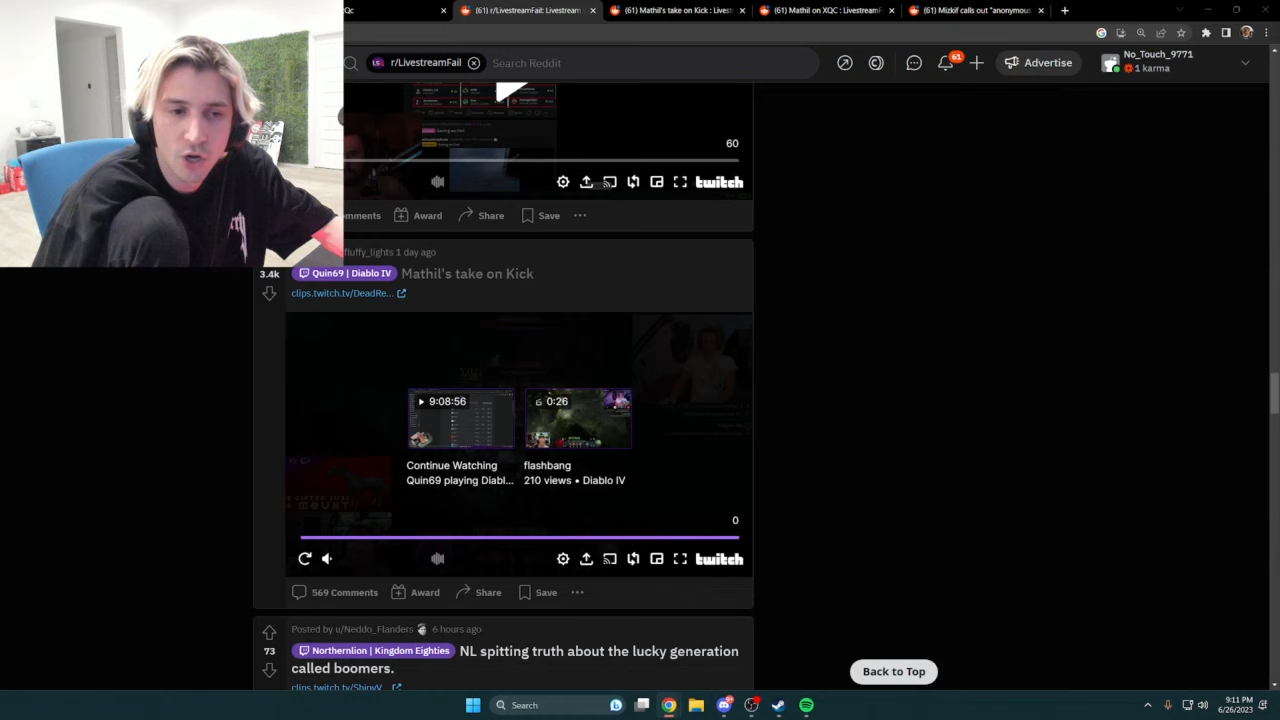 Qc
(61) r/LivestreamFail: Livestream
(61) Mathil's take on Kick : Livest
(61) Mathil on XQC : LivestreamF
(61) Mizkif calls out "anonymous
r/LivestreamFail
Search Reddit
61
Advertise
No_Touch_9771
1 karma
60
twitch
mments
Award
Share
Save
fluffy_lights 1 day ago
3.4k
Quin69 | Diablo IV
Mathil's take on Kick
clips.twitch.tv/DeadRe...
9:08:56
0:26
Continue Watching
flashbang
Quin69 playing Diabl...
210 views • Diablo IV
0
twitch
569 Comments
Award
Share
Save
Posted by u/Neddo_Flanders
6 hours ago
73
Northernlion | Kingdom Eighties
NL spitting truth about the lucky generation
called boomers.
Back to Top
Search
9:11 PM
6/26/2023